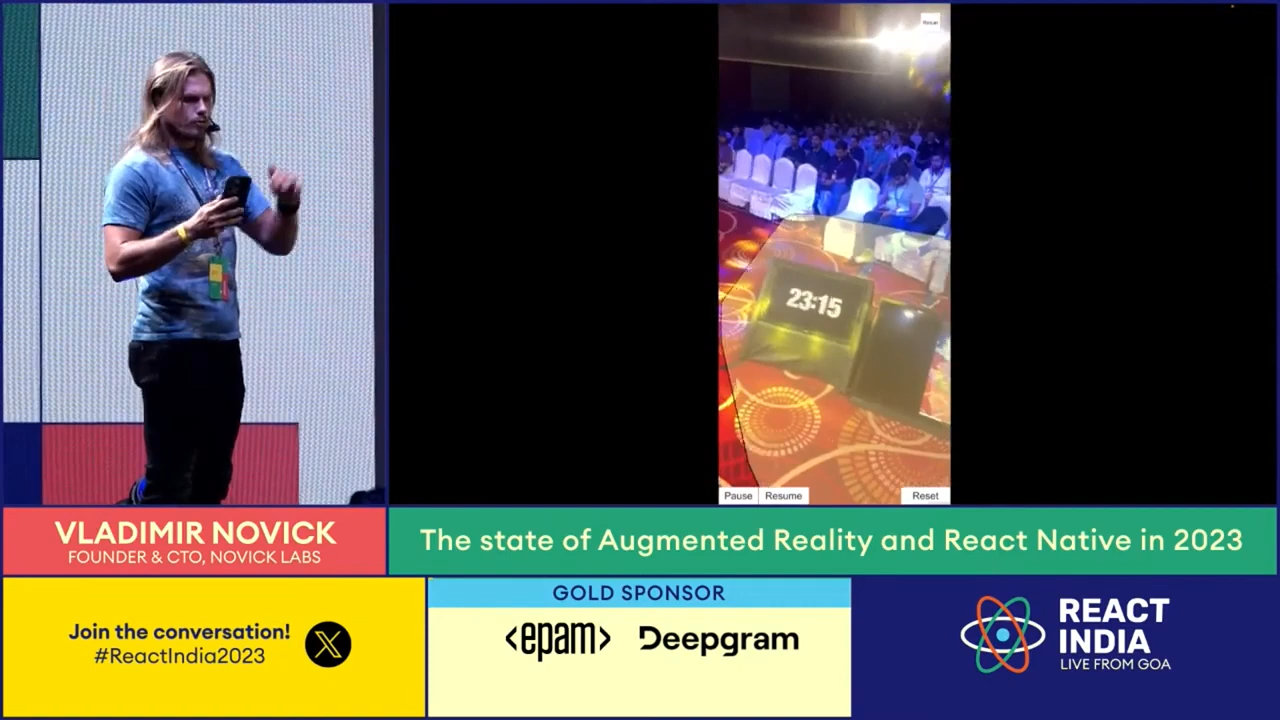 23:15
Pause Resume Reset
VLADIMIR NOVICK
FOUNDER & CTO, NOVICK LABS
The state of Augmented Reality and React Native in 2023
Join the conversation!
#ReactIndia2023
X
GOLD SPONSOR
<epam> Deepgram
REACT
INDIA
LIVE FROM GOA